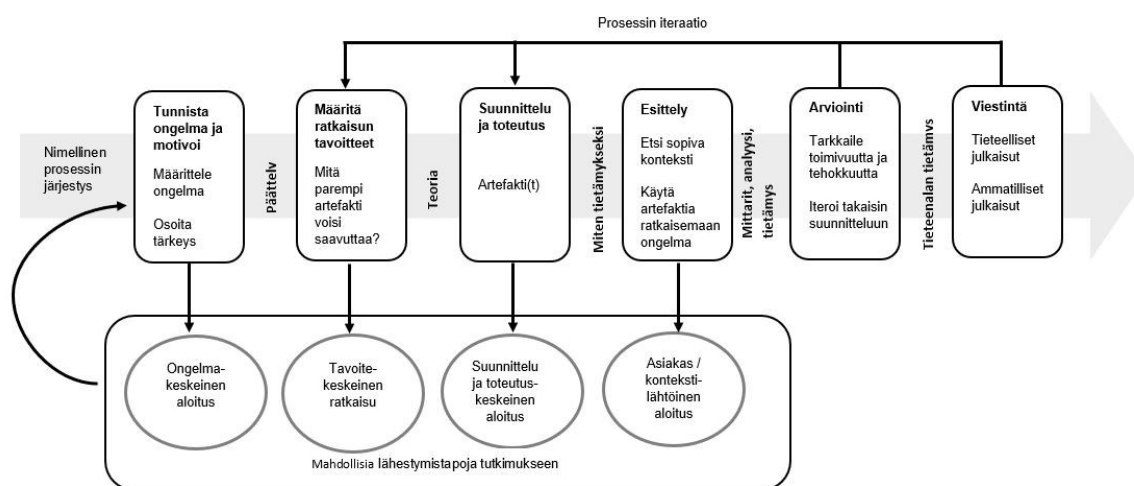 Prosessin iteraatio
Nimellinen
prosessin
järjestys
Tunnista
ongelma ja
motivoi
Määrittele
ongelma
Osoita
tärkeys
Päättelv
Määritä
ratkaisun
tavoitteet
Mitä
parempi
artefakti
voisi
saavuttaa?
Teoria
Suunnittelu
ja toteutus
Artefakti(t)
Miten tietämykseksi
Esittely
Etsi sopiva
konteksti
Käytä
artefaktia
ratkaisemaan
ongelma
Mittarit, analyysi,
tietämys
Arviointi
Tarkkaile
toimivuutta ja
tehokkuutta
Iteroi takaisin
suunnitteluun
Tieteenalan tietämvs
Viestintä
Tieteelliset
julkaisut
Ammatilliset
julkaisut
Ongelma-
keskeinen
aloitus
Tavoite-
keskeinen
ratkaisu
Suunnittelu
ja toteutus-
keskeinen
aloitus
Asiakas /
konteksti-
lähtöinen
aloitus
Mahdollisia lähestymistapoja tutkimukseen